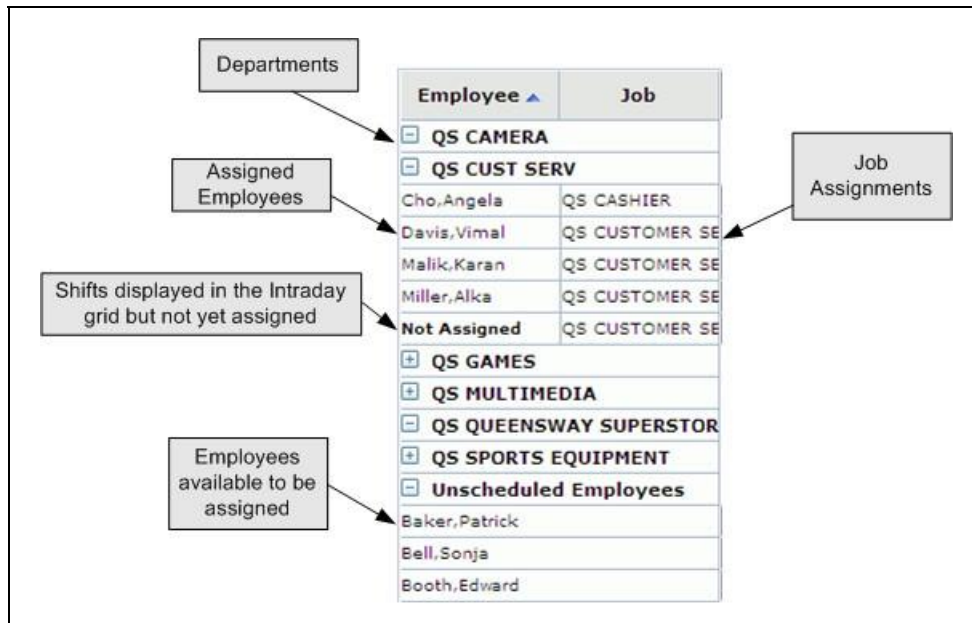 Departments
Employee Job
QS CAMERA
QS CUST SERV
Assigned
Employees
Job
Assignments
Cho,Angela QS CASHIER
Davis,Vimal QS CUSTOMER SE
Malik,Karan QS CUSTOMER SE
Shifts displayed in the Intraday
grid but not yet assigned
Miller,Alka QS CUSTOMER SE
Not Assigned QS CUSTOMER SE
QS GAMES
QS MULTIMEDIA
QS QUEENSWAY SUPERSTOR
QS SPORTS EQUIPMENT
Employees
available to be
assigned
Unscheduled Employees
Baker,Patrick
Bell,Sonja
Booth,Edward